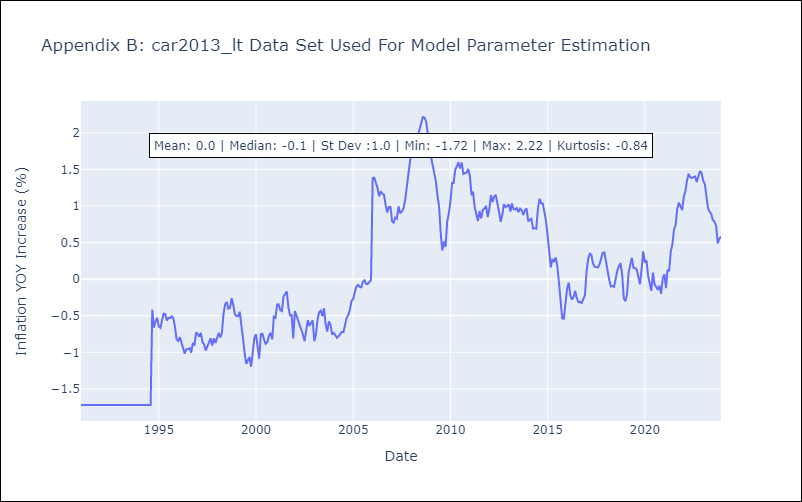 Appendix B: car2013_lt Data Set Used For Model Parameter Estimation
Mean: 0.0 | Median: -0.1 | St Dev :1.0 | Min: -1.72 | Max: 2.22 | Kurtosis: -0.84
Inflation YOY Increase (%)
2
1.5
1
0.5
0
−0.5
−1
−1.5
1995 2000 2005 2010 2015 2020
Date